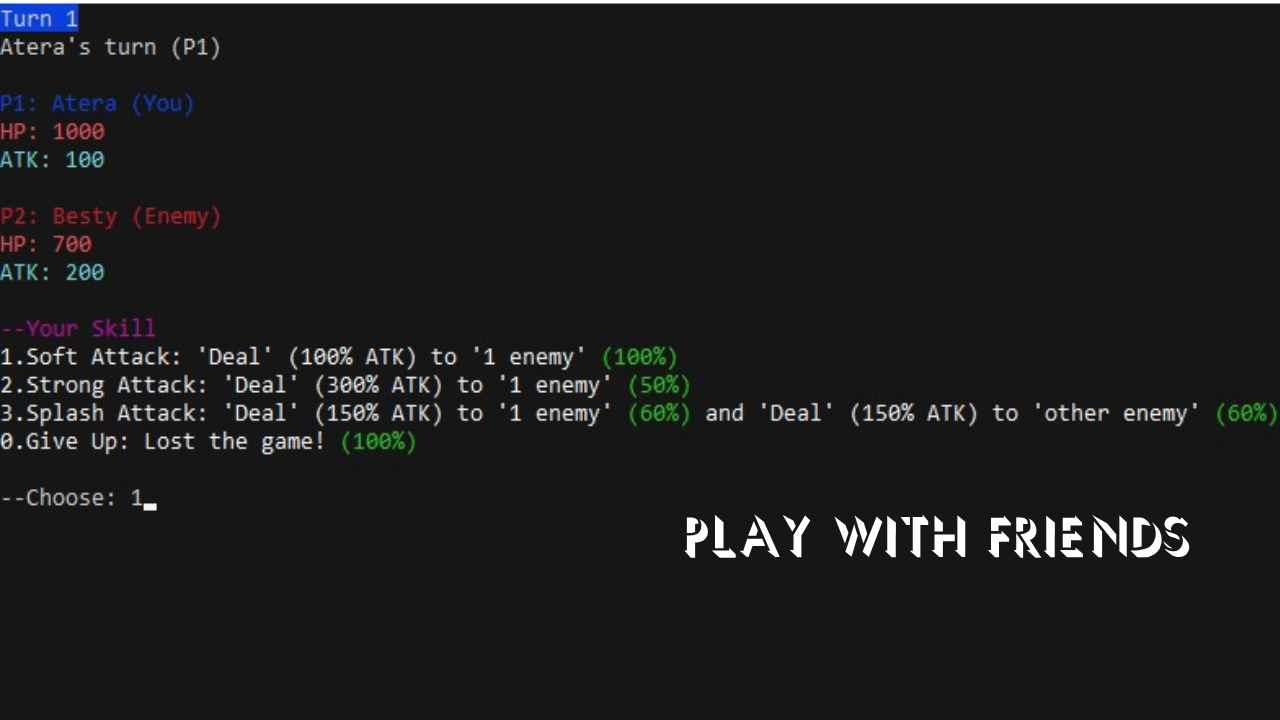 Turn 1
Atera's turn (P1)
P1: Atera (You)
HP: 1000
ATK: 100
P2: Besty (Enemy)
HP: 700
ATK: 200
--Your Skill
1.Soft Attack: 'Deal' (100% ATK) to '1 enemy' (100%)
2.Strong Attack: 'Deal' (300% ATK) to '1 enemy' (50%)
3.Splash Attack: 'Deal' (150% ATK) to '1 enemy' (60%) and 'Deal' (150% ATK) to 'other enemy' (60%)
0.Give Up: Lost the game! (100%)
--Choose: 1
PLAY WITH FRIENDS